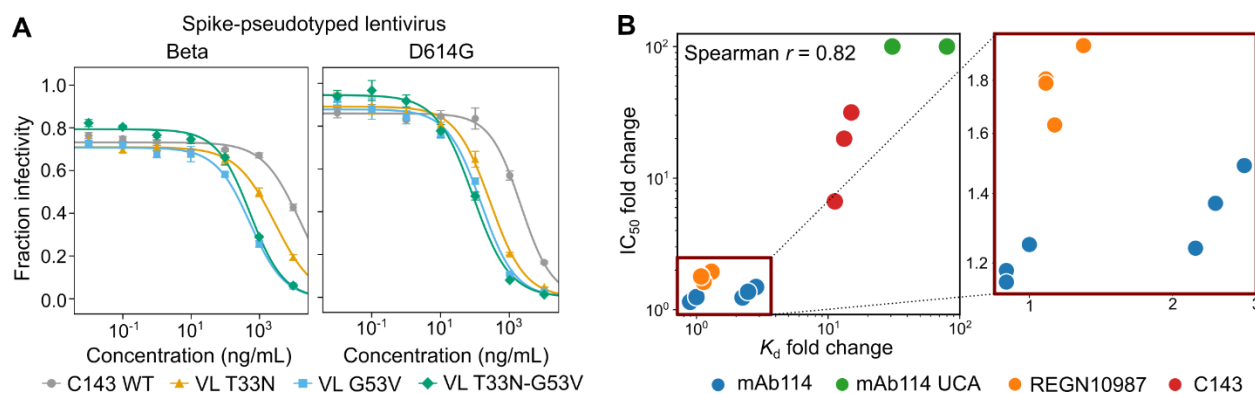 A
Spike-pseudotyped lentivirus
Beta
D614G
Fraction infectivity
1.0
0.8
0.6
0.4
0.2
0.0
10⁻¹ 10¹ 10³
10⁻¹ 10¹ 10³
Concentration (ng/mL)
Concentration (ng/mL)
C143 WT
VL T33N
VL G53V
VL T33N-G53V
B
Spearman r = 0.82
IC₅₀ fold change
10²
10¹
10⁰
10⁰ 10¹ 10²
K_d fold change
1.8
1.6
1.4
1.2
1 2 3
mAb114
mAb114 UCA
REGN10987
C143